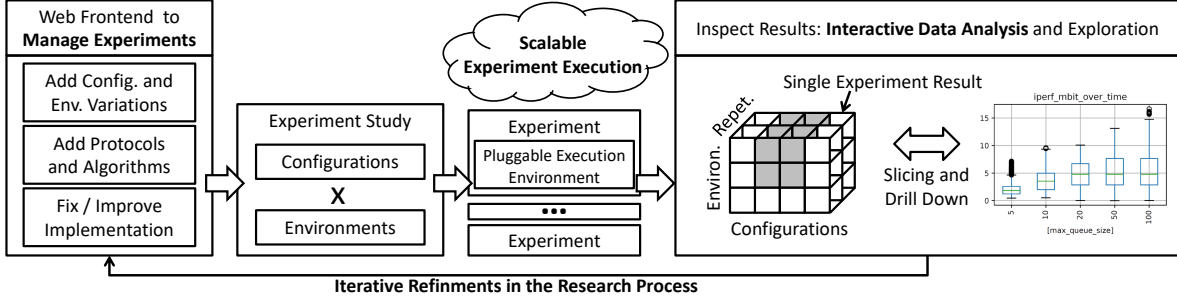 Web Frontend to
Manage Experiments
Add Config. and
Env. Variations
Add Protocols
and Algorithms
Fix / Improve
Implementation
Experiment Study
Configurations
X
Environments
Scalable
Experiment Execution
Experiment
Pluggable Execution
Environment
...
Experiment
Inspect Results: Interactive Data Analysis and Exploration
Single Experiment Result
Repet.
Environ.
Configurations
Slicing and
Drill Down
iperf_mbit_over_time
15
10
5
0
5
10
20
50
100
[max_queue_size]
Iterative Refinments in the Research Process